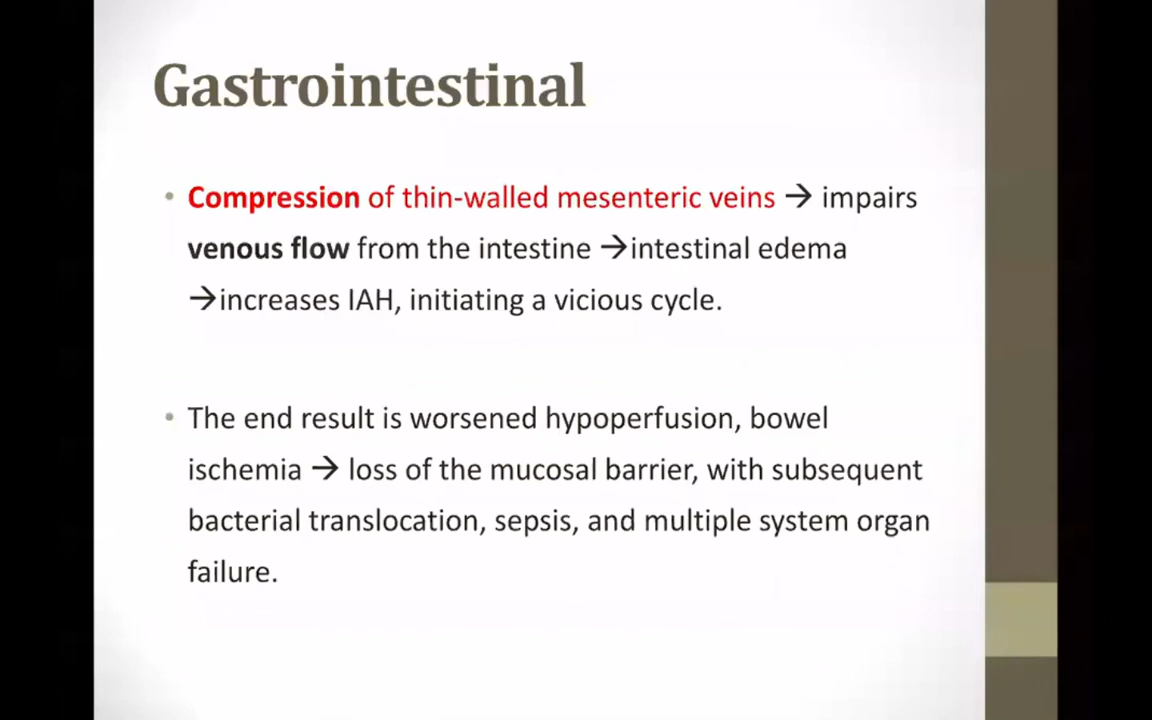 Gastrointestinal
• Compression of thin-walled mesenteric veins → impairs
venous flow from the intestine →intestinal edema
→increases IAH, initiating a vicious cycle.
• The end result is worsened hypoperfusion, bowel
ischemia → loss of the mucosal barrier, with subsequent
bacterial translocation, sepsis, and multiple system organ
failure.